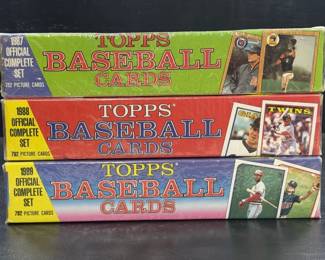 1987
OFFICIAL
COMPLETE
SET
792 PICTURE CARDS
TOPPS
BASEBALL
CARDS
1988
OFFICIAL
COMPLETE
SET
792 PICTURE CARDS
TOPPS
BASEBALL
CARDS
TWINS
1989
OFFICIAL
COMPLETE
SET
792 PICTURE CARDS
TOPPS
BASEBALL
CARDS